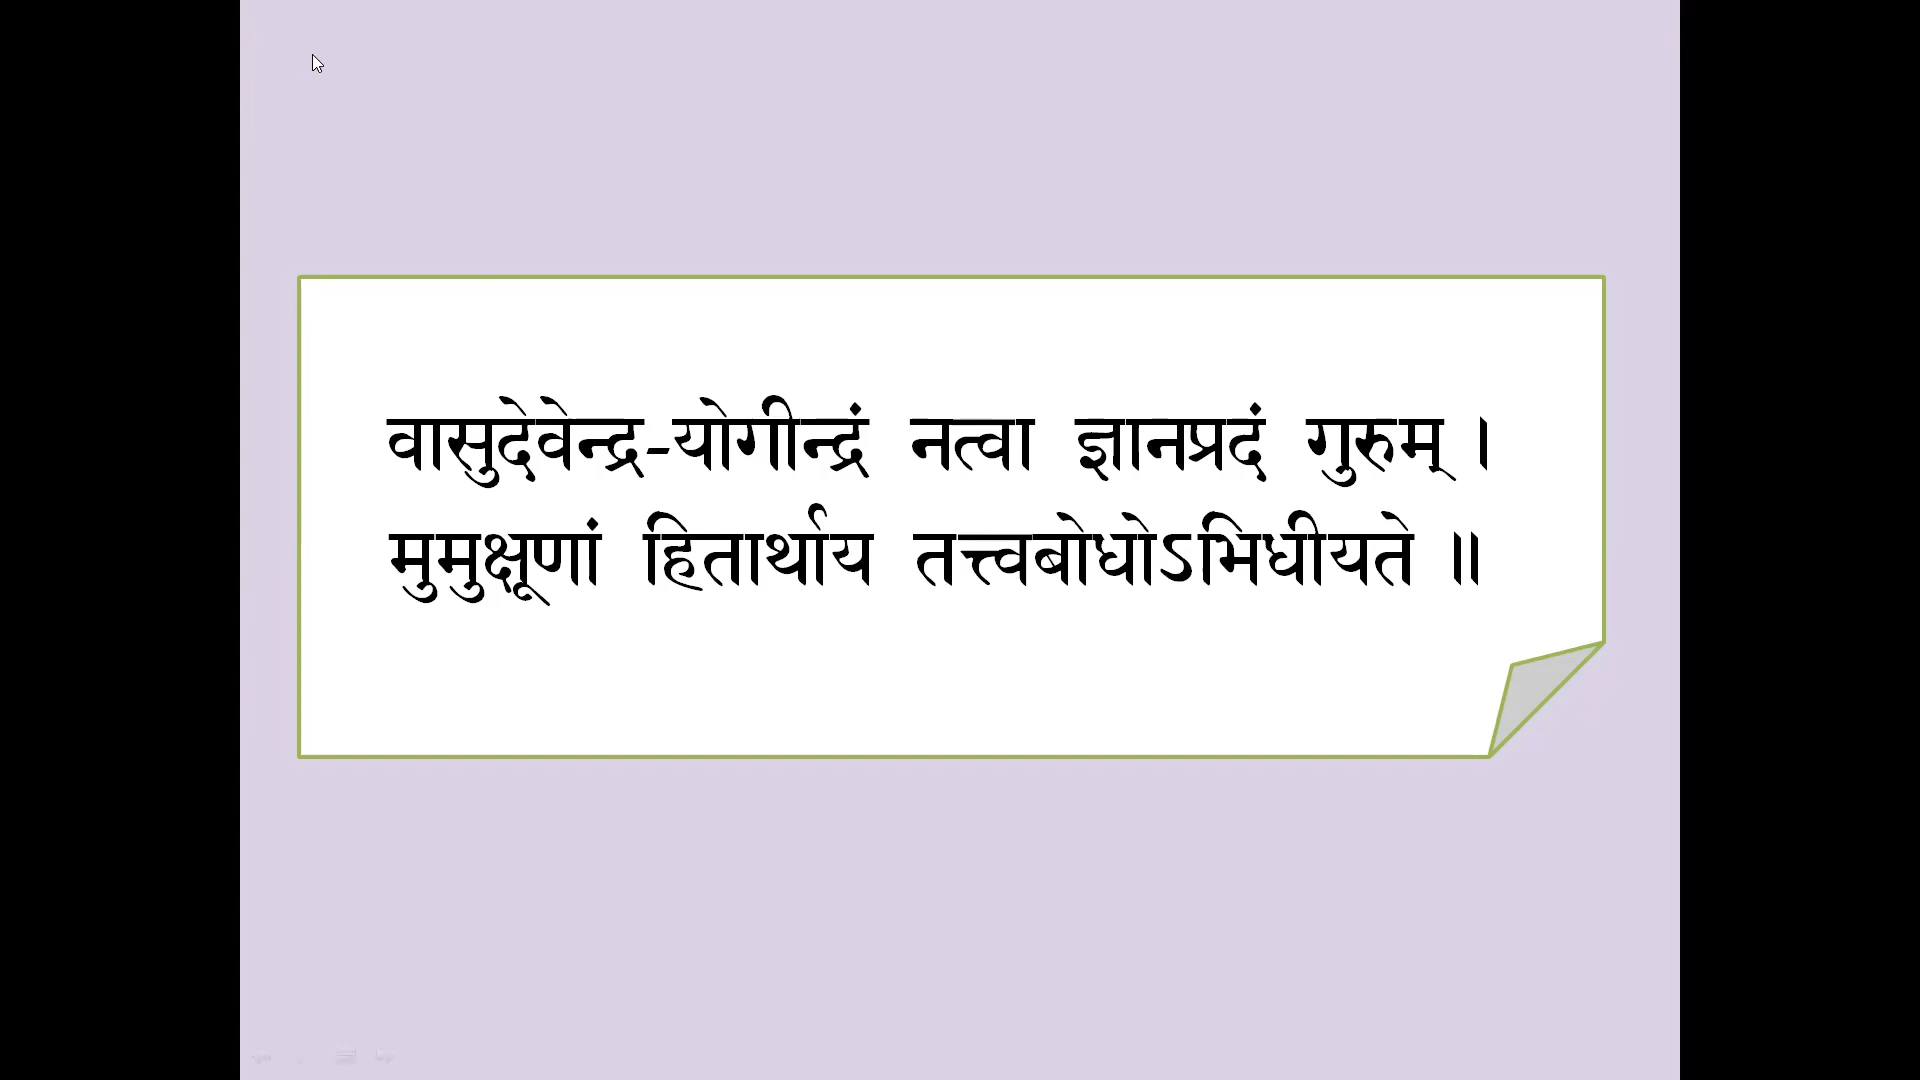 वासुदेवेन्द्र-योगीन्द्रं नत्वा ज्ञानप्रदं गुरुम् ।
मुमुक्षूणां हितार्थाय तत्त्वबोधोऽभिधीयते ॥